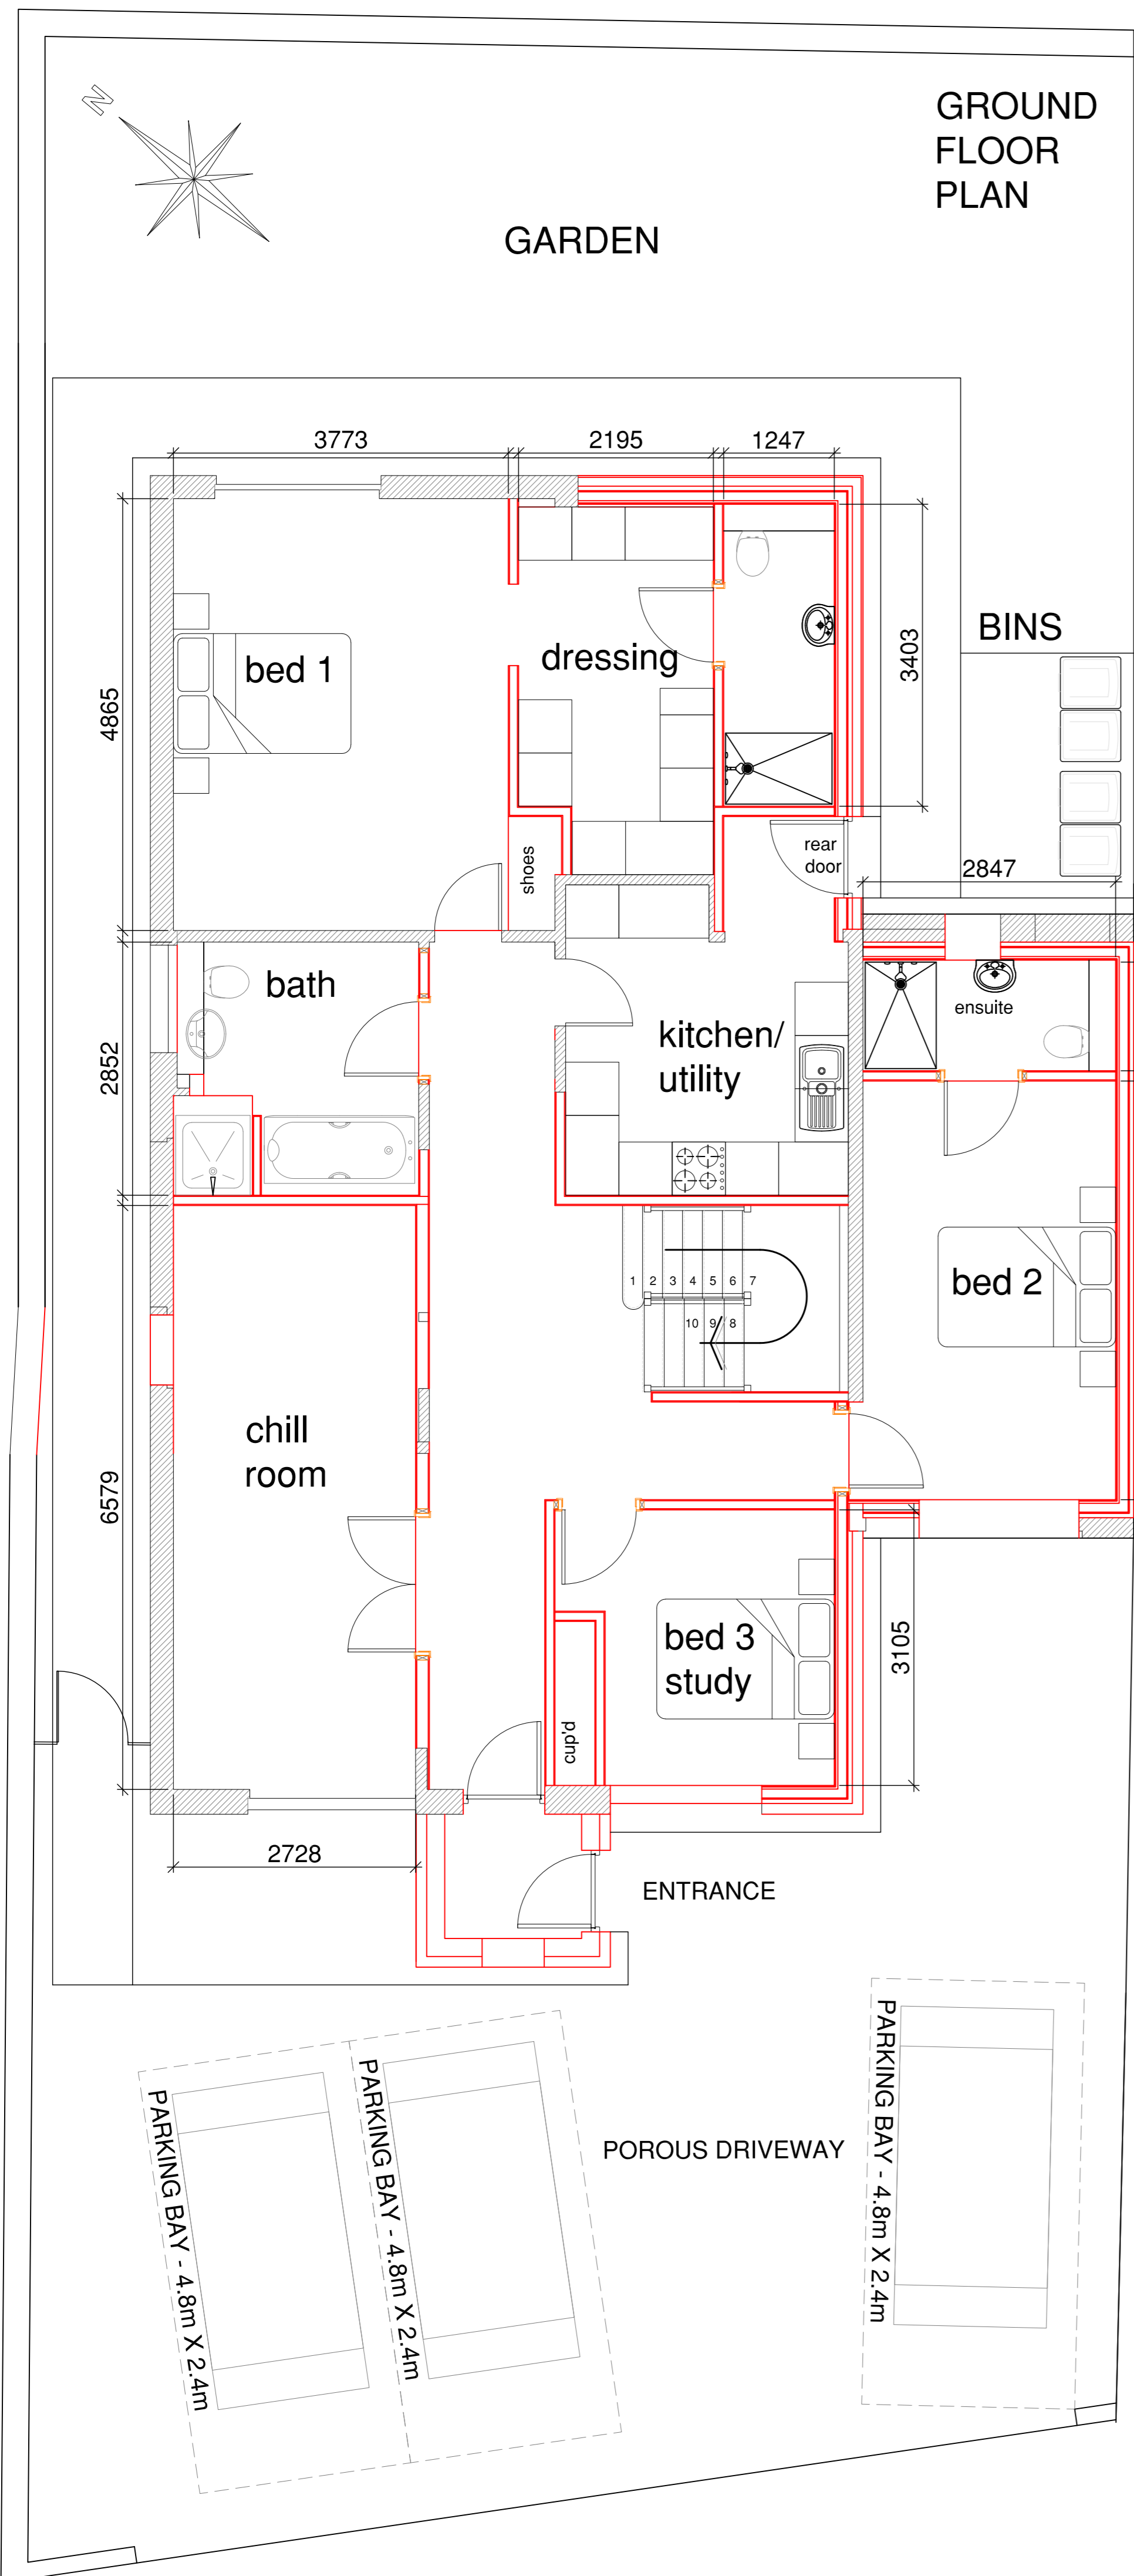 N
GROUND
FLOOR
PLAN
GARDEN
3773
2195
1247
BINS
bed 1
dressing
4865
3403
shoes
rear
door
2847
bath
kitchen/
utility
ensuite
2852
1 2 3 4 5 6 7
10 9 8
bed 2
chill
room
6579
bed 3
study
cup'd
3105
2728
ENTRANCE
PARKING BAY - 4.8m X 2.4m
PARKING BAY - 4.8m X 2.4m
POROUS DRIVEWAY
PARKING BAY - 4.8m X 2.4m